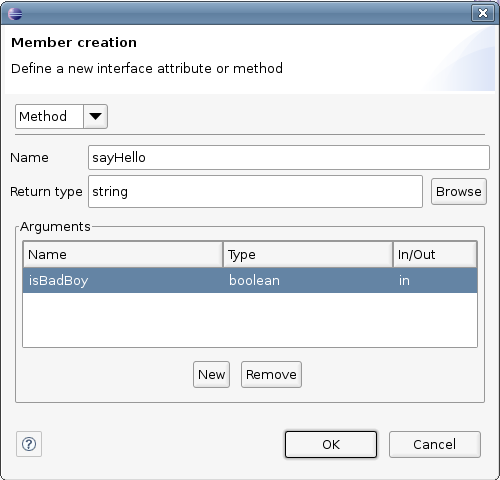 Member creation
Define a new interface attribute or method
Method
Name sayHello
Return type string Browse
Arguments
Name Type In/Out
isBadBoy boolean in
New Remove
? OK Cancel